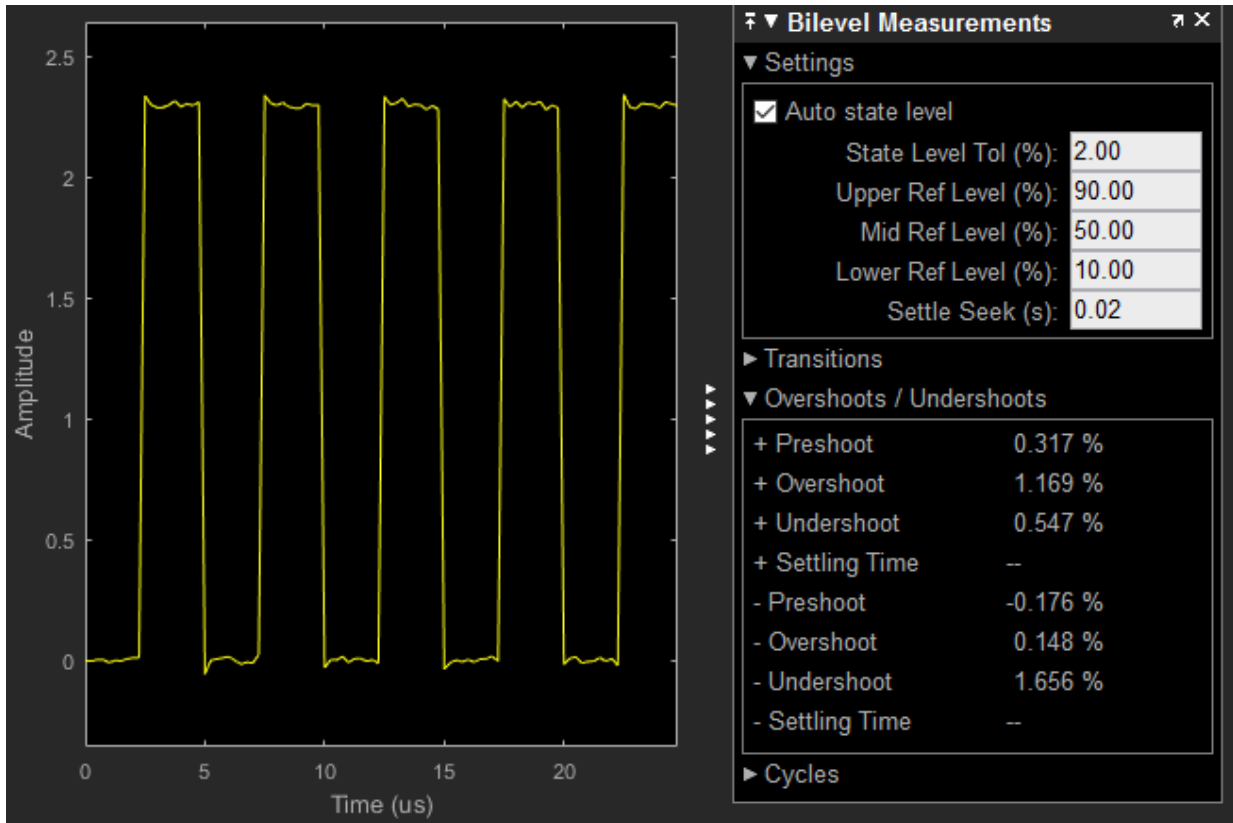 2.5
2
1.5
1
0.5
0
Amplitude
0 5 10 15 20
Time (us)
Bilevel Measurements
Settings
Auto state level
State Level Tol (%): 2.00
Upper Ref Level (%): 90.00
Mid Ref Level (%): 50.00
Lower Ref Level (%): 10.00
Settle Seek (s): 0.02
Transitions
Overshoots / Undershoots
+ Preshoot 0.317 %
+ Overshoot 1.169 %
+ Undershoot 0.547 %
+ Settling Time --
- Preshoot -0.176 %
- Overshoot 0.148 %
- Undershoot 1.656 %
- Settling Time --
Cycles